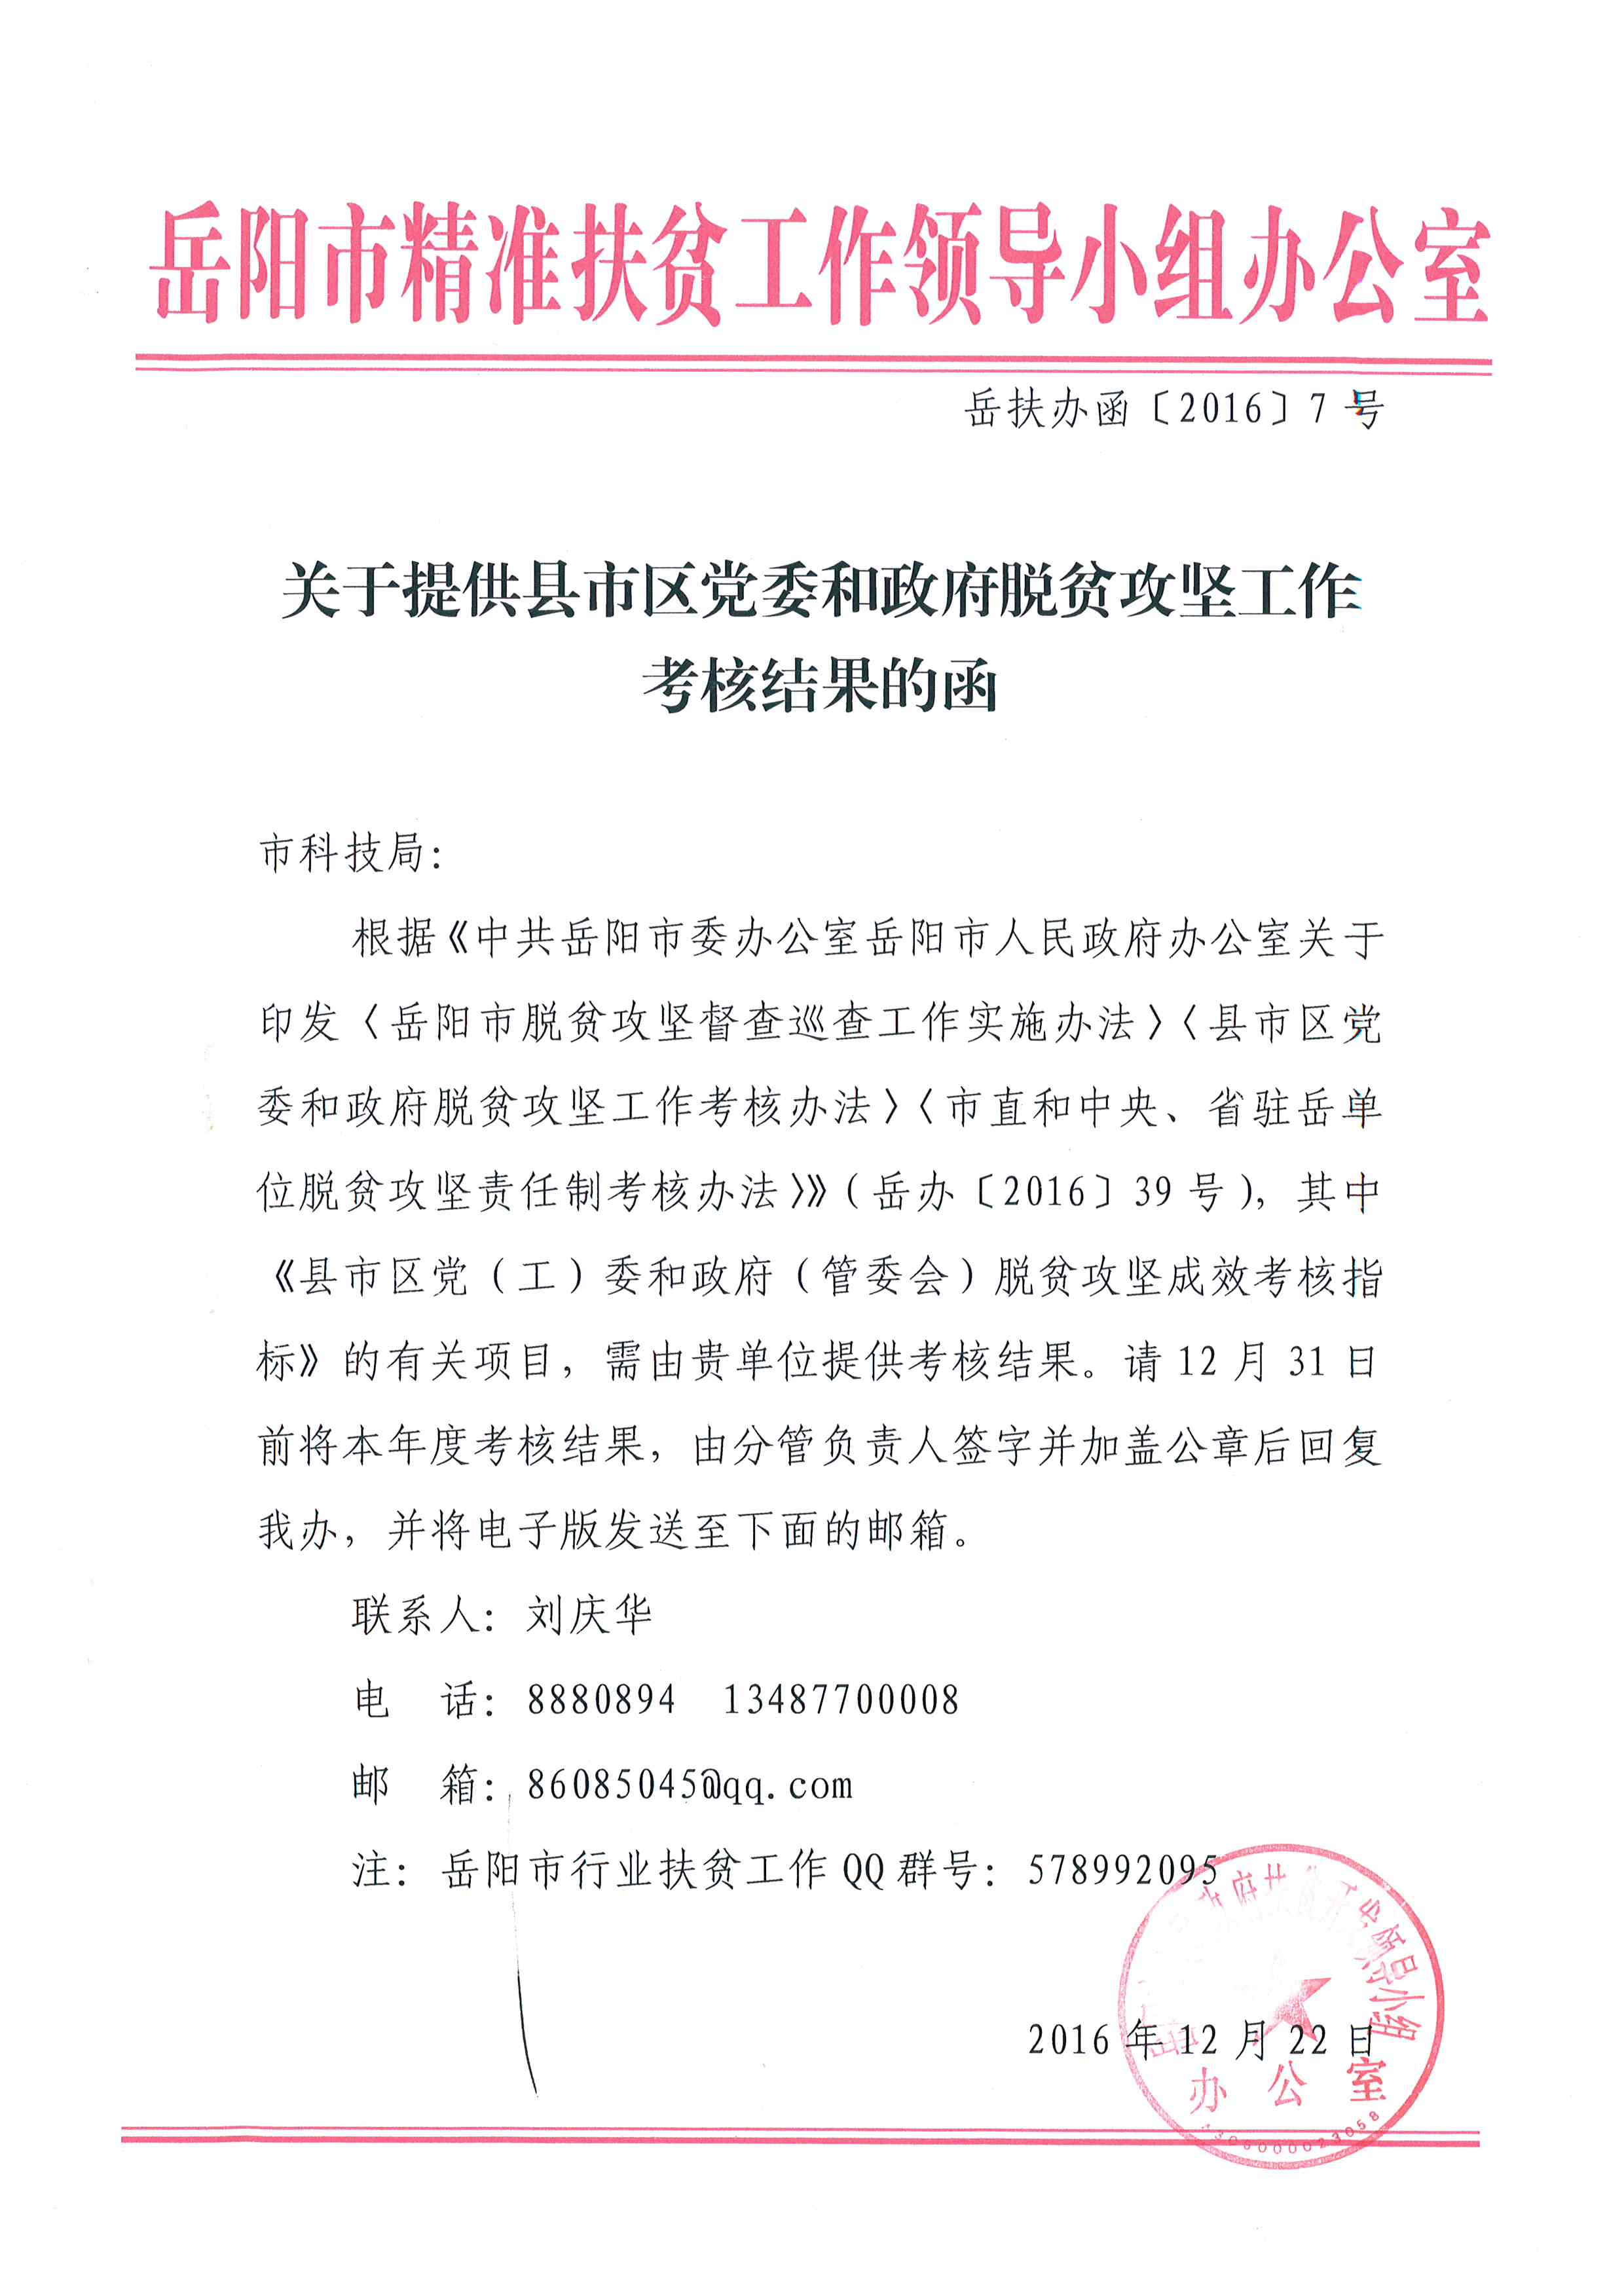 岳阳市精准扶贫工作领导小组办公室
岳扶办函〔2016〕7号
关于提供县市区党委和政府脱贫攻坚工作
考核结果的函
市科技局：
根据《中共岳阳市委办公室岳阳市人民政府办公室关于
印发〈岳阳市脱贫攻坚督查巡查工作实施办法〉〈县市区党
委和政府脱贫攻坚工作考核办法〉〈市直和中央、省驻岳单
位脱贫攻坚责任制考核办法〉》（岳办〔2016〕39号），其中
《县市区党（工）委和政府（管委会）脱贫攻坚成效考核指
标》的有关项目，需由贵单位提供考核结果。请12月31日
前将本年度考核结果，由分管负责人签字并加盖公章后回复
我办，并将电子版发送至下面的邮箱。
联系人：刘庆华
电　话：8880894　13487700008
邮　箱：86085045@qq.com
注：岳阳市行业扶贫工作QQ群号：578992095
2016年12月22日
小组
办公室